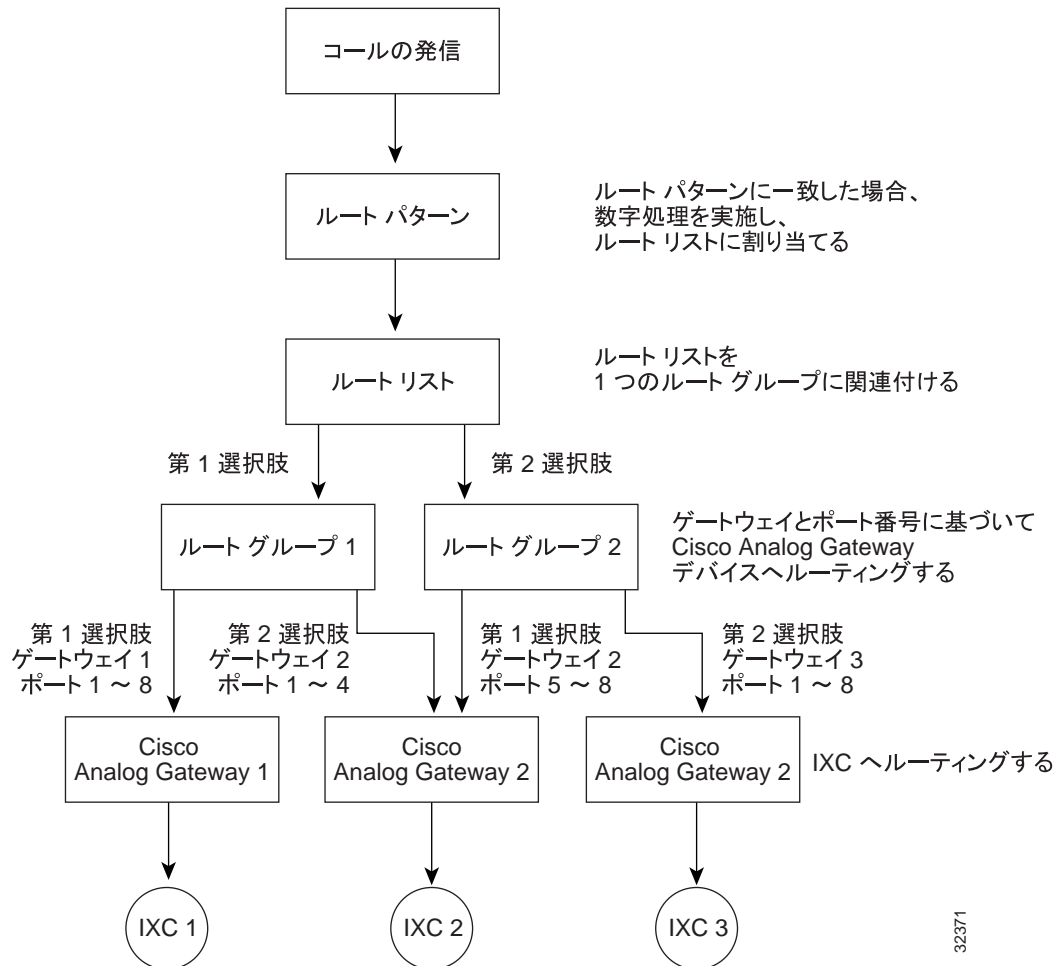 コールの発信
ルート パターン
ルート パターンに一致した場合、
数字処理を実施し、
ルート リストに割り当てる
ルート リスト
ルート リストを
1 つのルート グループに関連付ける
第 1 選択肢
第 2 選択肢
ルート グループ 1
ルート グループ 2
ゲートウェイとポート番号に基づいて
Cisco Analog Gateway
デバイスへルーティングする
第 1 選択肢
ゲートウェイ 1
ポート 1 ～ 8
第 2 選択肢
ゲートウェイ 2
ポート 1 ～ 4
第 1 選択肢
ゲートウェイ 2
ポート 5 ～ 8
第 2 選択肢
ゲートウェイ 3
ポート 1 ～ 8
Cisco
Analog Gateway 1
Cisco
Analog Gateway 2
Cisco
Analog Gateway 2
IXC へルーティングする
IXC 1
IXC 2
IXC 3
32371